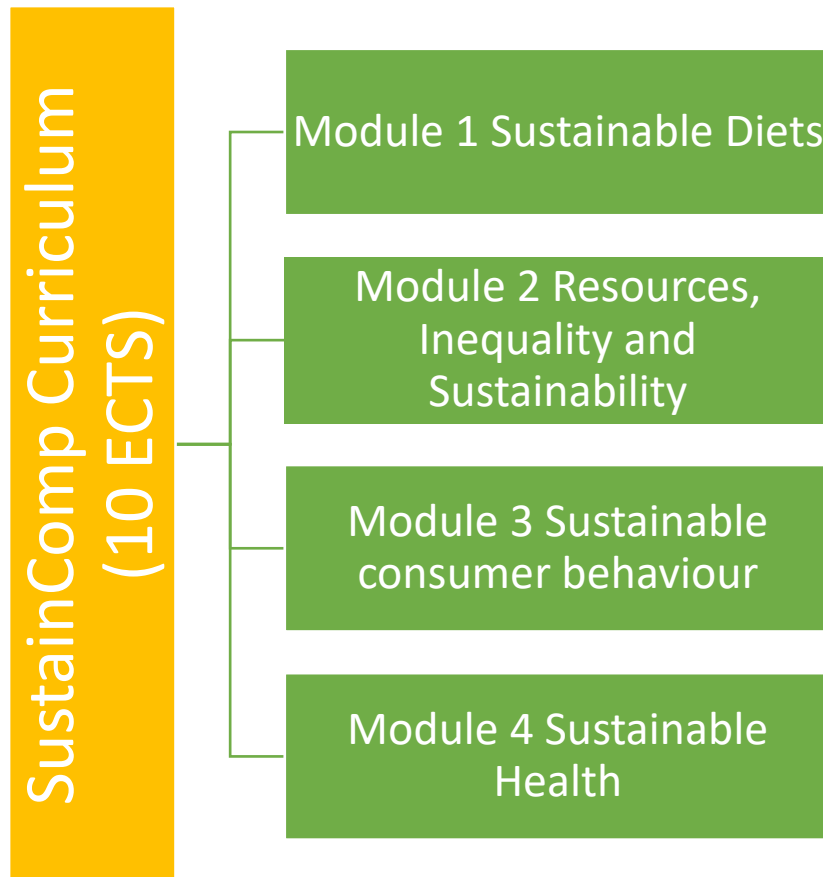 SustainComp Curriculum
(10 ECTS)
Module 1 Sustainable Diets
Module 2 Resources,
Inequality and
Sustainability
Module 3 Sustainable
consumer behaviour
Module 4 Sustainable
Health